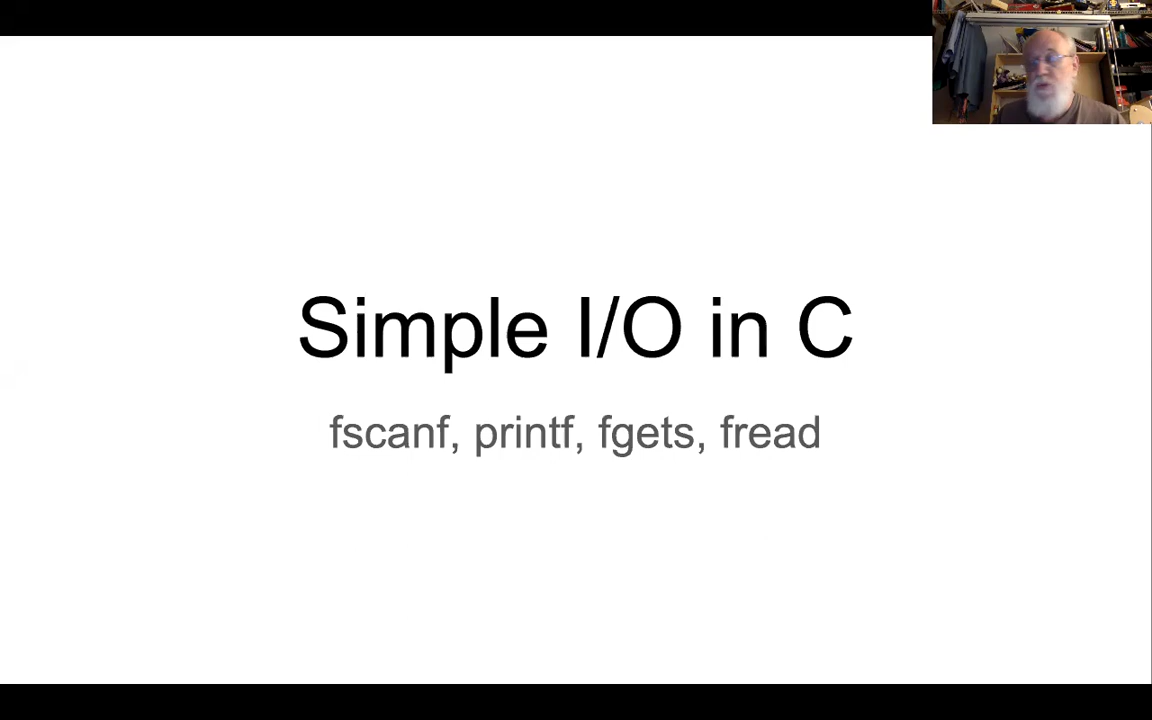 Simple I/O in C
fscanf, printf, fgets, fread